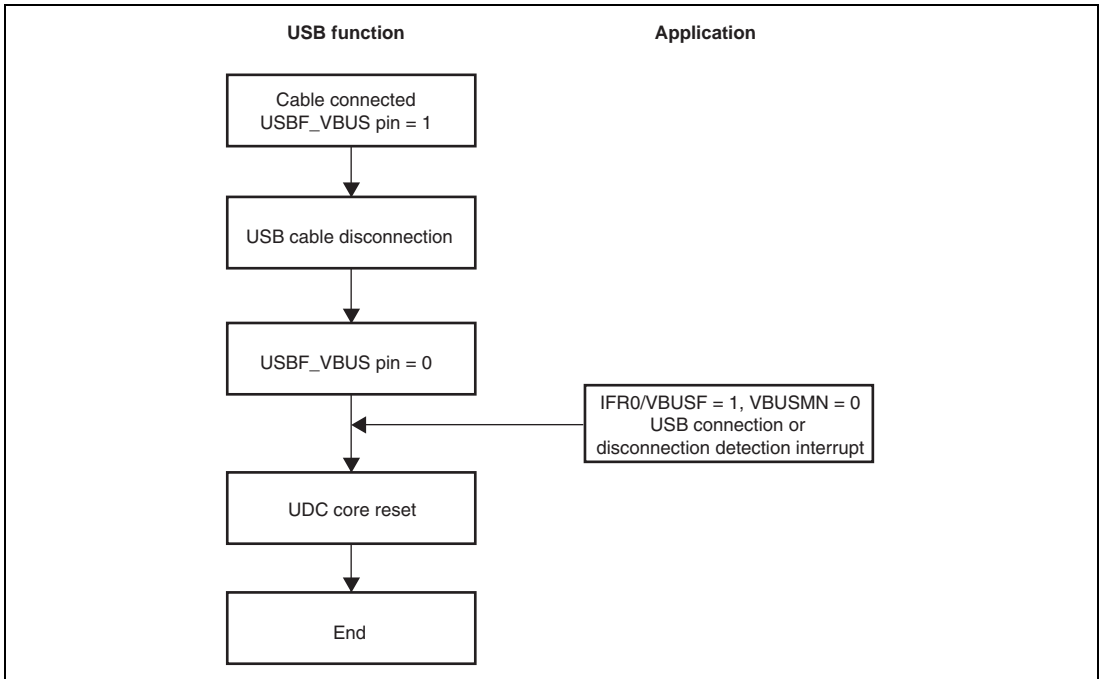 USB function
Application
Cable connected
USBF_VBUS pin = 1
USB cable disconnection
USBF_VBUS pin = 0
IFR0/VBUSF = 1, VBUSMN = 0
USB connection or
disconnection detection interrupt
UDC core reset
End